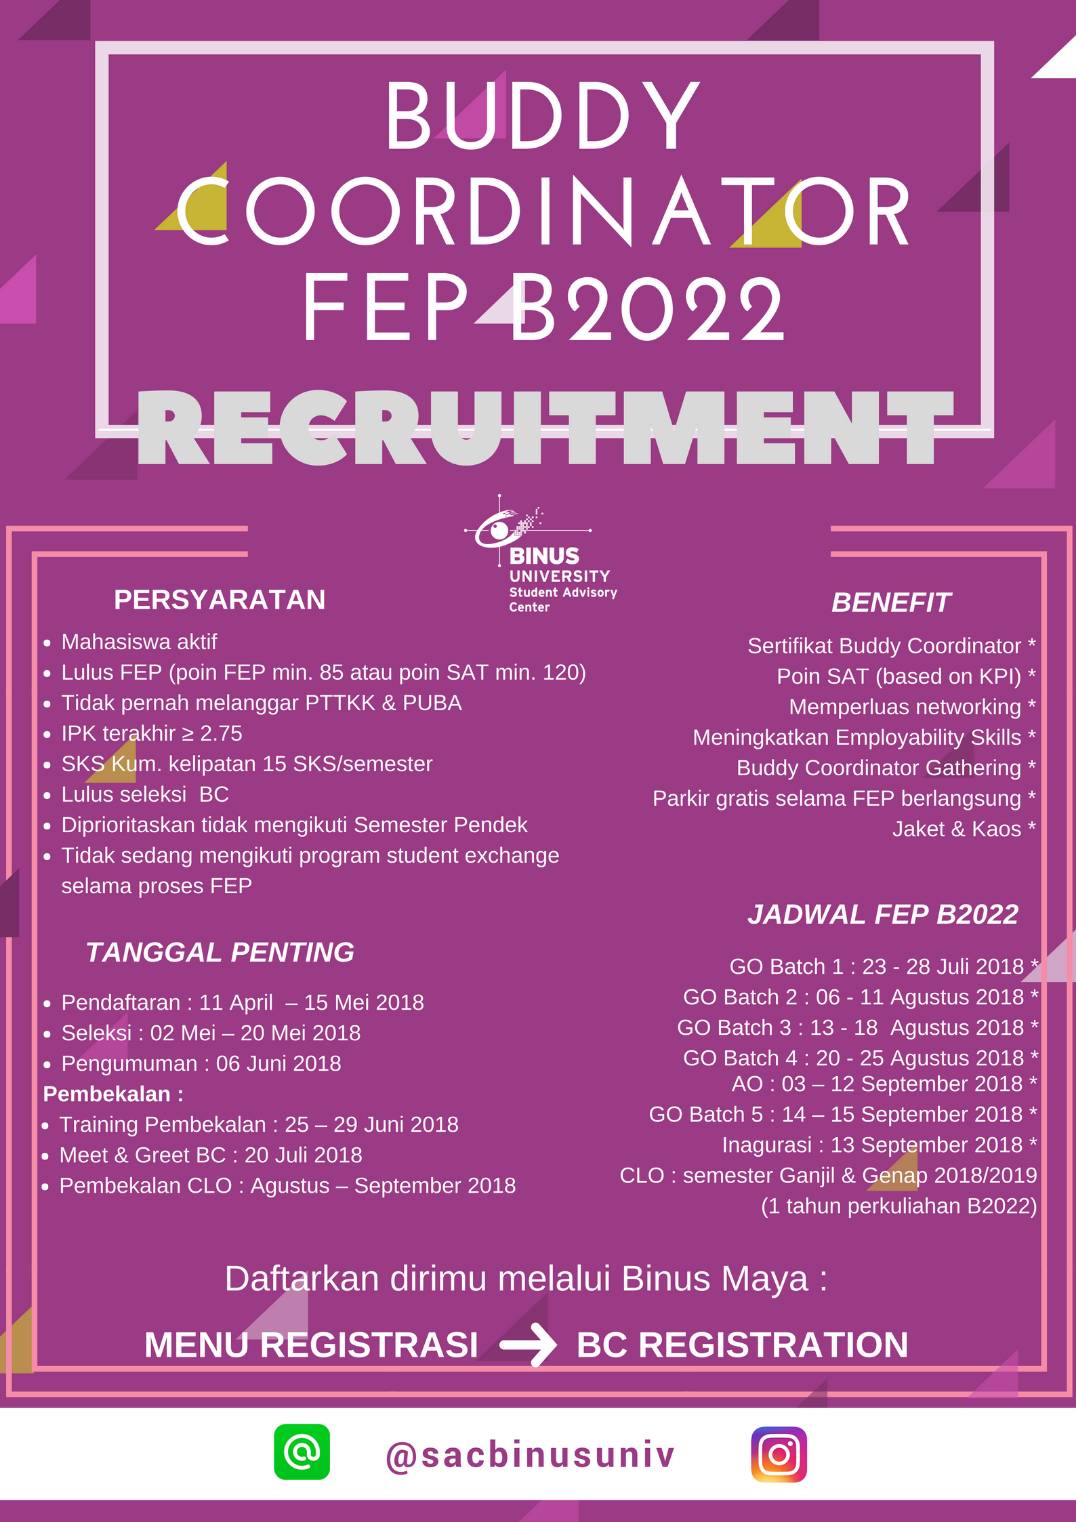 BUDDY
COORDINATOR
FEP B2022
RECRUITMENT
BINUS
UNIVERSITY
Student Advisory
Center
PERSYARATAN
• Mahasiswa aktif
• Lulus FEP (poin FEP min. 85 atau poin SAT min. 120)
• Tidak pernah melanggar PTTKK & PUBA
• IPK terakhir ≥ 2.75
• SKS Kum. kelipatan 15 SKS/semester
• Lulus seleksi  BC
• Diprioritaskan tidak mengikuti Semester Pendek
• Tidak sedang mengikuti program student exchange
selama proses FEP
TANGGAL PENTING
• Pendaftaran : 11 April  – 15 Mei 2018
• Seleksi : 02 Mei – 20 Mei 2018
• Pengumuman : 06 Juni 2018
Pembekalan :
• Training Pembekalan : 25 – 29 Juni 2018
• Meet & Greet BC : 20 Juli 2018
• Pembekalan CLO : Agustus – September 2018
BENEFIT
Sertifikat Buddy Coordinator *
Poin SAT (based on KPI) *
Memperluas networking *
Meningkatkan Employability Skills *
Buddy Coordinator Gathering *
Parkir gratis selama FEP berlangsung *
Jaket & Kaos *
JADWAL FEP B2022
GO Batch 1 : 23 - 28 Juli 2018 *
GO Batch 2 : 06 - 11 Agustus 2018 *
GO Batch 3 : 13 - 18  Agustus 2018 *
GO Batch 4 : 20 - 25 Agustus 2018 *
AO : 03 – 12 September 2018 *
GO Batch 5 : 14 – 15 September 2018 *
Inagurasi : 13 September 2018 *
CLO : semester Ganjil & Genap 2018/2019
(1 tahun perkuliahan B2022)
Daftarkan dirimu melalui Binus Maya :
MENU REGISTRASI → BC REGISTRATION
@ @sacbinusuniv